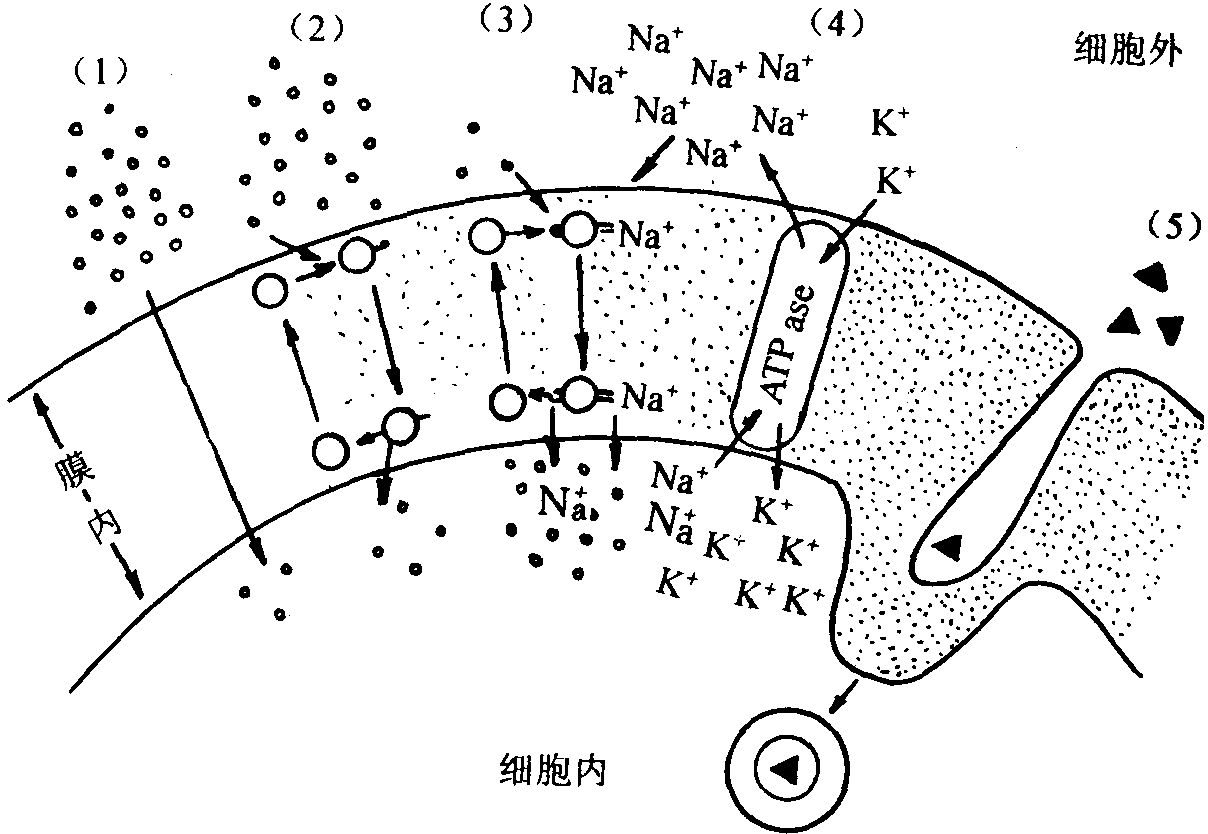 (1)
(2)
(3)
(4)
细胞外
(5)
Na⁺
Na⁺
Na⁺
Na⁺
Na⁺
Na⁺
Na⁺
K⁺
K⁺
Na⁺
Na⁺
ATP ase
膜内
Na⁺
Na⁺
Na⁺
K⁺
K⁺
K⁺
K⁺
K⁺
K⁺
细胞内